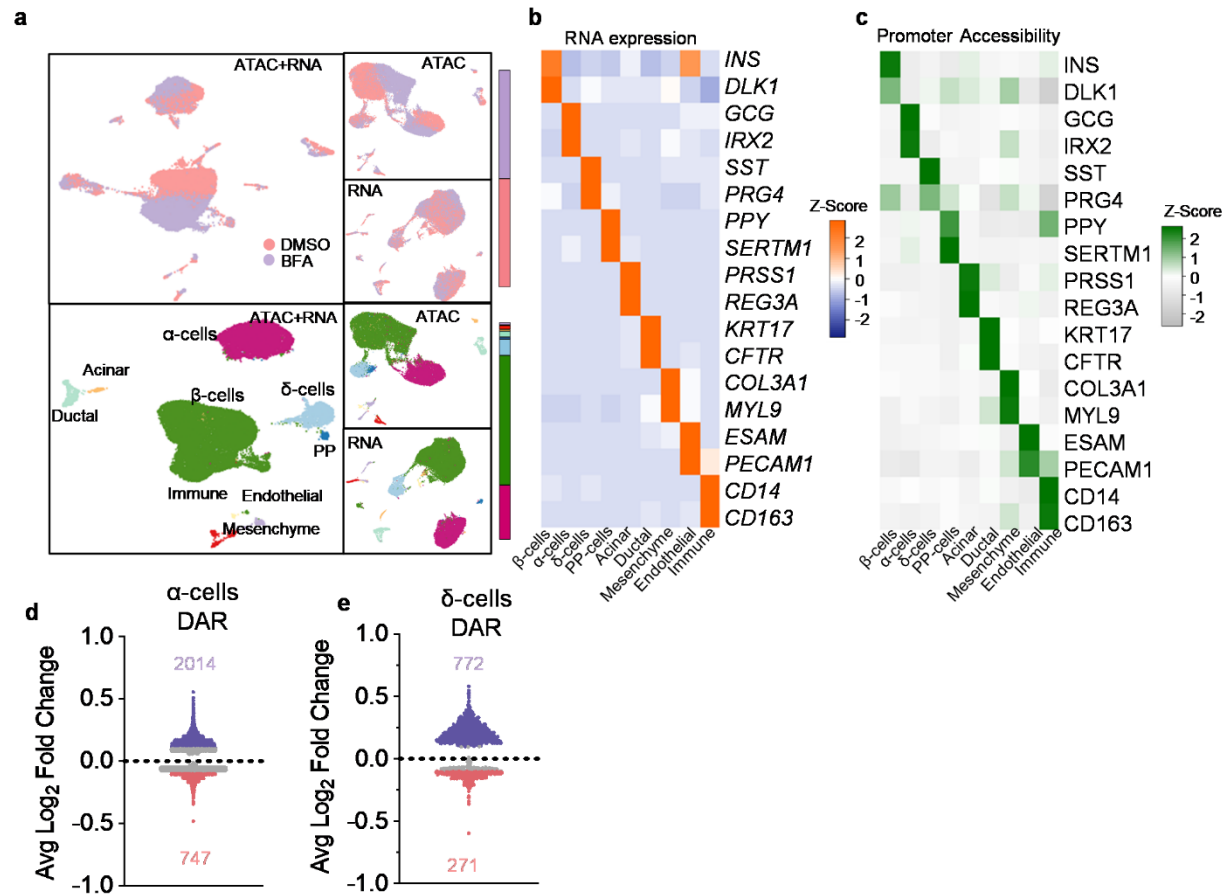 a
ATAC+RNA
DMSO
BFA
ATAC
RNA
ATAC+RNA
α-cells
Acinar
Ductal
β-cells
δ-cells
PP
Immune
Endothelial
Mesenchyme
ATAC
RNA
b
RNA expression
INS
DLK1
GCG
IRX2
SST
PRG4
PPY
SERTM1
PRSS1
REG3A
KRT17
CFTR
COL3A1
MYL9
ESAM
PECAM1
CD14
CD163
β-cells
α-cells
δ-cells
PP-cells
Acinar
Ductal
Mesenchyme
Endothelial
Immune
Z-Score
2
1
0
-1
-2
c
Promoter Accessibility
INS
DLK1
GCG
IRX2
SST
PRG4
PPY
SERTM1
PRSS1
REG3A
KRT17
CFTR
COL3A1
MYL9
ESAM
PECAM1
CD14
CD163
β-cells
α-cells
δ-cells
PP-cells
Acinar
Ductal
Mesenchyme
Endothelial
Immune
Z-Score
2
1
0
-1
-2
d
α-cells
DAR
Avg Log₂ Fold Change
1.0
0.5
0.0
−0.5
−1.0
2014
747
e
δ-cells
DAR
Avg Log₂ Fold Change
1.0
0.5
0.0
−0.5
−1.0
772
271